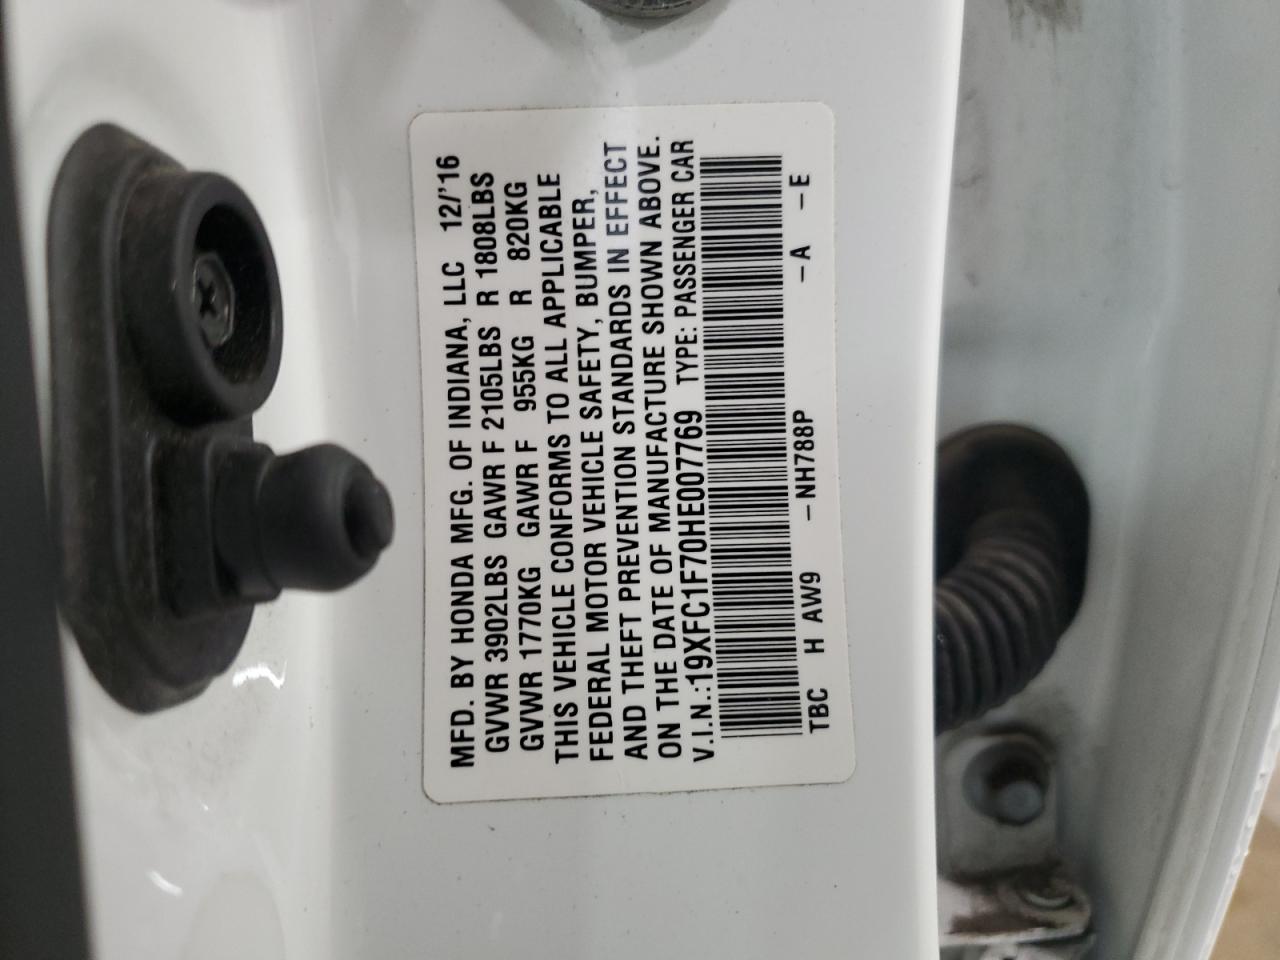 MFD. BY HONDA MFG. OF INDIANA, LLC 12/'16
GVWR 3902LBS GAWR F 2105LBS R 1808LBS
GVWR 1770KG GAWR F 955KG R 820KG
THIS VEHICLE CONFORMS TO ALL APPLICABLE
FEDERAL MOTOR VEHICLE SAFETY, BUMPER,
AND THEFT PREVENTION STANDARDS IN EFFECT
ON THE DATE OF MANUFACTURE SHOWN ABOVE.
V.I.N.:19XFC1F70HE007769 TYPE: PASSENGER CAR
TBC H AW9 -NH788P -A -E